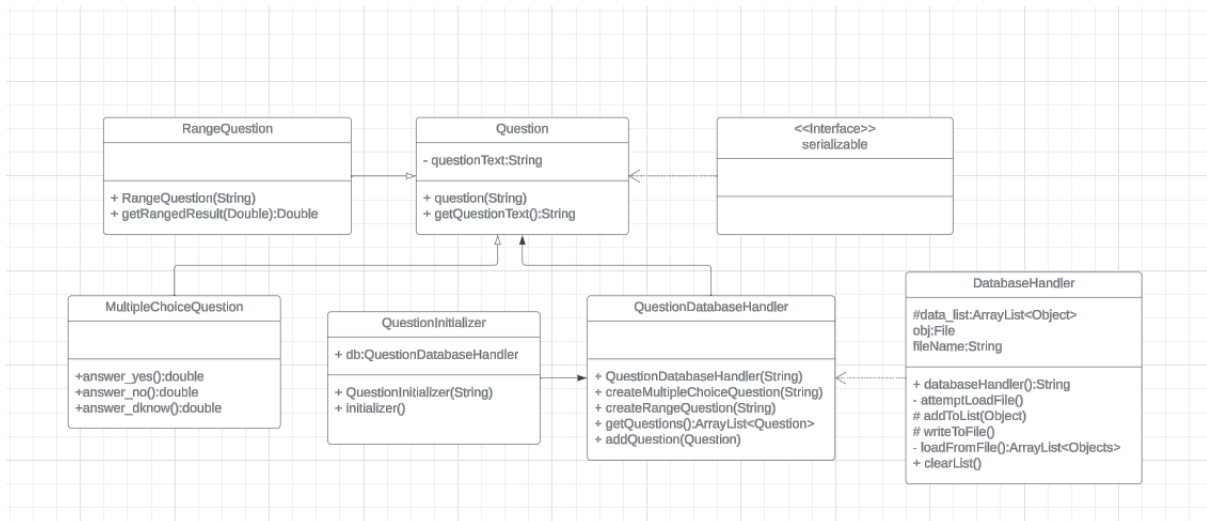 RangeQuestion
+ RangeQuestion(String)
+ getRangedResult(Double):Double
Question
- questionText:String
+ question(String)
+ getQuestionText():String
<<Interface>>
serializable
MultipleChoiceQuestion
+answer_yes():double
+answer_no():double
+answer_dknow():double
QuestionInitializer
+ db:QuestionDatabaseHandler
+ QuestionInitializer(String)
+ initializer()
QuestionDatabaseHandler
+ QuestionDatabaseHandler(String)
+ createMultipleChoiceQuestion(String)
+ createRangeQuestion(String)
+ getQuestions():ArrayList<Question>
+ addQuestion(Question)
DatabaseHandler
#data_list:ArrayList<Object>
obj:File
fileName:String
+ databaseHandler():String
- attemptLoadFile()
# addToList(Object)
# writeToFile()
- loadFromFile():ArrayList<Objects>
+ clearList()